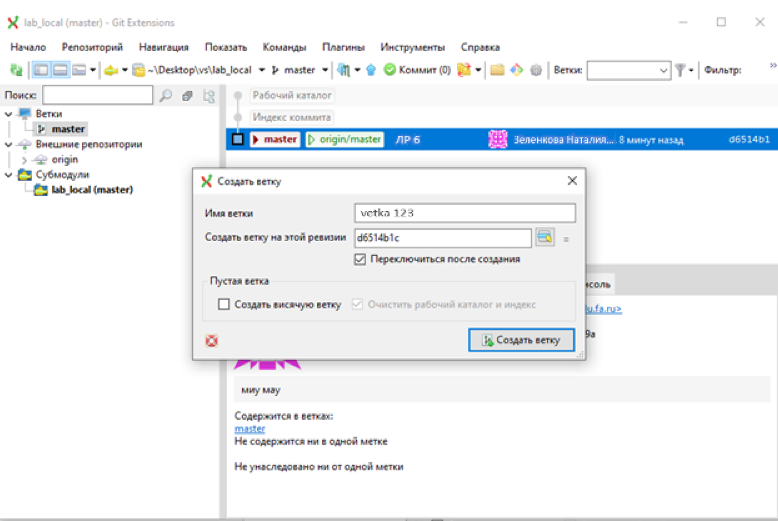 lab_local (master) - Git Extensions
Начало Репозиторий Навигация Показать Команды Плагины Инструменты Справка
~\Desktop\vs\lab_local master Коммит (0) Ветки: Фильтр:
Поиск:
Ветки
master
Внешние репозитории
origin
Субмодули
lab_local (master)
Рабочий каталог
Индекс коммита
master origin/master ЛР 6 Зеленкова Наталия... 8 минут назад d6514b1
Создать ветку
Имя ветки vetka 123
Создать ветку на этой ревизии d6514b1c
Переключиться после создания
Пустая ветка
Создать висячую ветку Очистить рабочий каталог и индекс
Создать ветку
нсоль
u.fa.ru>
9a
миу мау
Содержится в ветках:
master
Не содержится ни в одной метке
Не унаследовано ни от одной метки